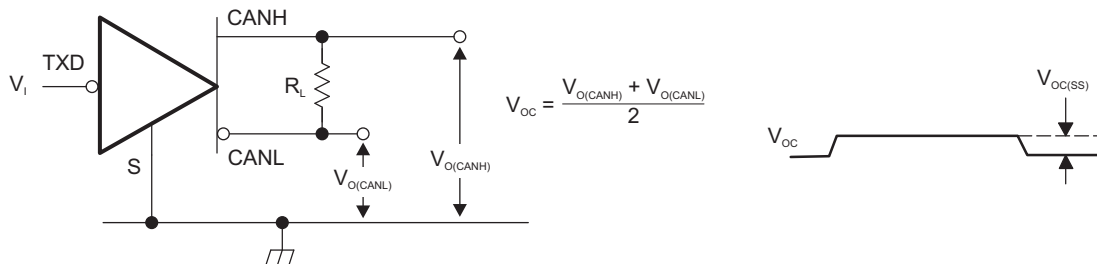 CANH
TXD
V_I
R_L
CANL
S
V_O(CANL)
V_O(CANH)
V_OC = (V_O(CANH) + V_O(CANL)) / 2
V_OC(SS)
V_OC